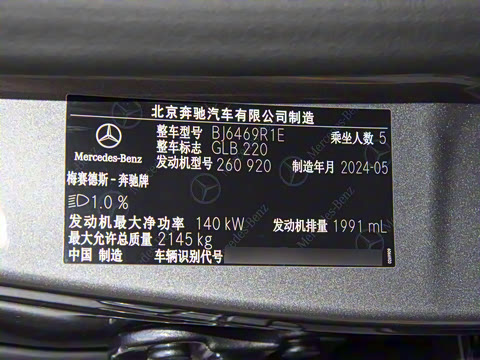 北京奔驰汽车有限公司制造
整车型号 BJ6469R1E 乘坐人数 5
整车标志 GLB 220
发动机型号 260 920 制造年月 2024-05
Mercedes-Benz
梅赛德斯-奔驰牌
1.0 %
发动机最大净功率 140 kW 发动机排量 1991 mL
最大允许总质量 2145 kg
中国 制造 车辆识别代号